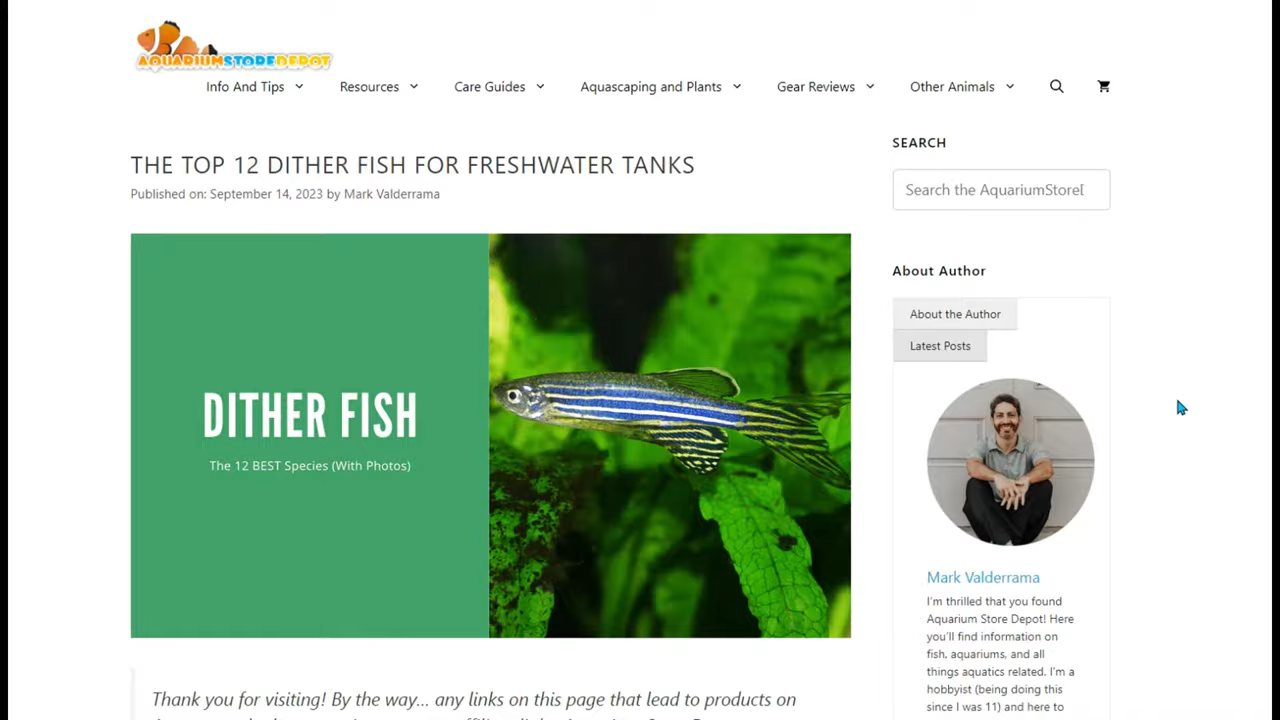 AQUARIUMSTOREDEPOT
Info And Tips
Resources
Care Guides
Aquascaping and Plants
Gear Reviews
Other Animals
THE TOP 12 DITHER FISH FOR FRESHWATER TANKS
Published on: September 14, 2023 by Mark Valderrama
DITHER FISH
The 12 BEST Species (With Photos)
Thank you for visiting! By the way… any links on this page that lead to products on
SEARCH
Search the AquariumStore
About Author
About the Author
Latest Posts
Mark Valderrama
I'm thrilled that you found
Aquarium Store Depot! Here
you'll find information on
fish, aquariums, and all
things aquatics related. I'm a
hobbyist (being doing this
since I was 11) and here to